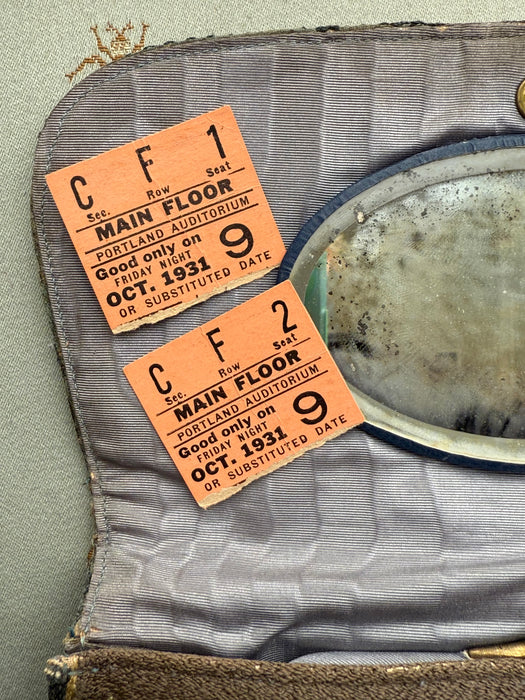 C F 1
Sec. Row Seat
MAIN FLOOR
PORTLAND AUDITORIUM
Good only on
FRIDAY NIGHT 9
OCT. 1931
OR SUBSTITUTED DATE
C F 2
Sec. Row Seat
MAIN FLOOR
PORTLAND AUDITORIUM
Good only on
FRIDAY NIGHT 9
OCT. 1931
OR SUBSTITUTED DATE